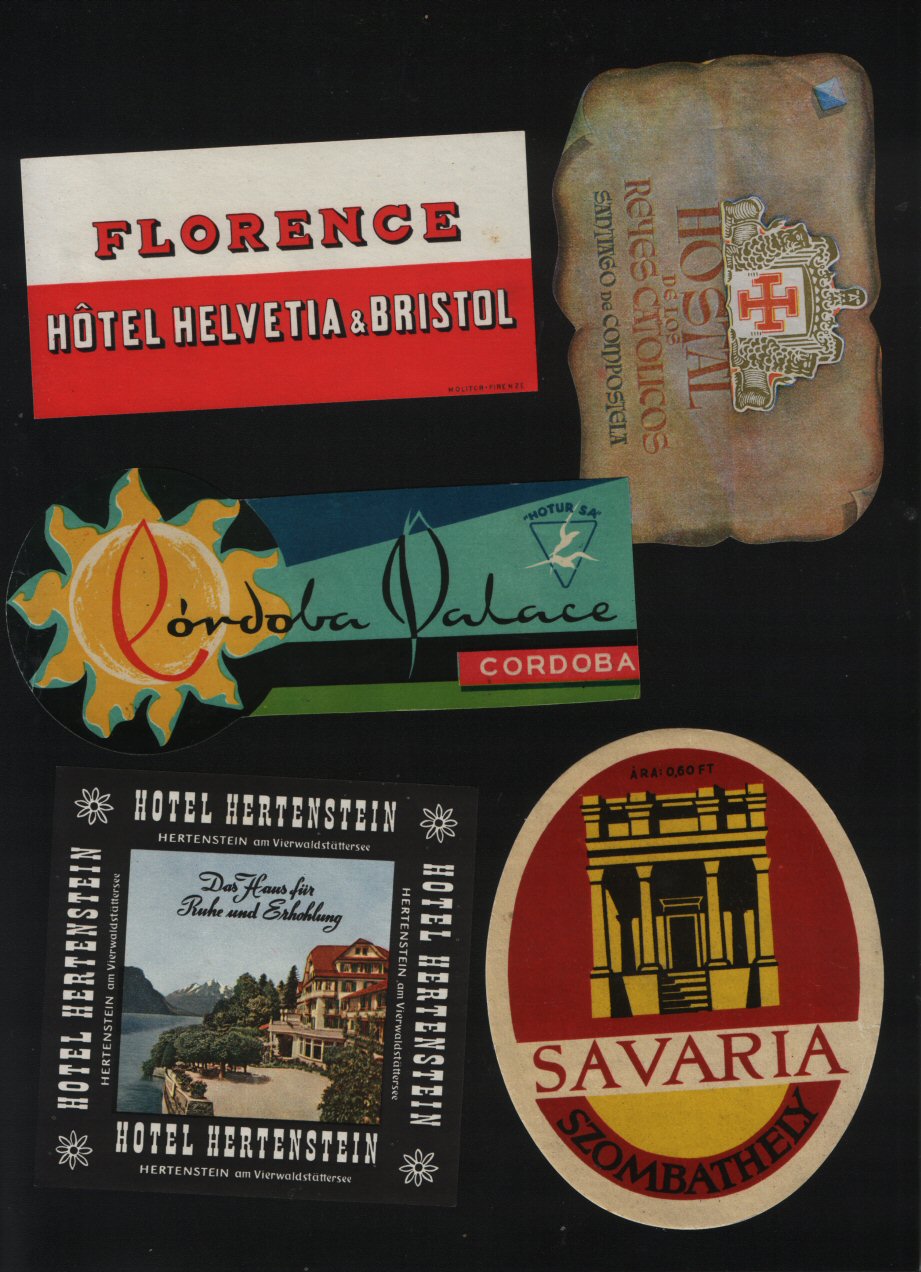 FLORENCE
HÔTEL HELVETIA & BRISTOL
MOLITOR-FIRENZE
HOSTAL
DE LOS
REYES CATOLICOS
SANTIAGO DE COMPOSTELA
"HOTUR SA"
Córdoba Palace
CORDOBA
HOTEL HERTENSTEIN
HERTENSTEIN am Vierwaldstättersee
Das Haus für
Ruhe und Erhohlung
HOTEL HERTENSTEIN
HERTENSTEIN am Vierwaldstättersee
HOTEL HERTENSTEIN
HERTENSTEIN am Vierwaldstättersee
HOTEL HERTENSTEIN
HERTENSTEIN am Vierwaldstättersee
ÁRA: 0,60 FT
SAVARIA
SZOMBATHELY